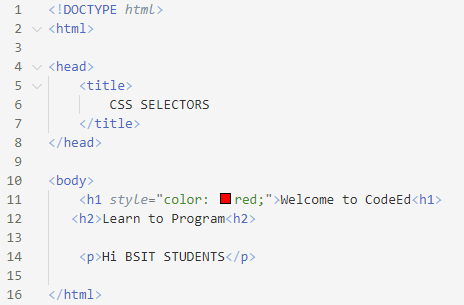 1 <!DOCTYPE html>
2 <html>
3
4 <head>
5 <title>
6 CSS SELECTORS
7 </title>
8 </head>
9
10 <body>
11 <h1 style="color: red;">Welcome to CodeEd<h1>
12 <h2>Learn to Program<h2>
13
14 <p>Hi BSIT STUDENTS</p>
15
16 </html>